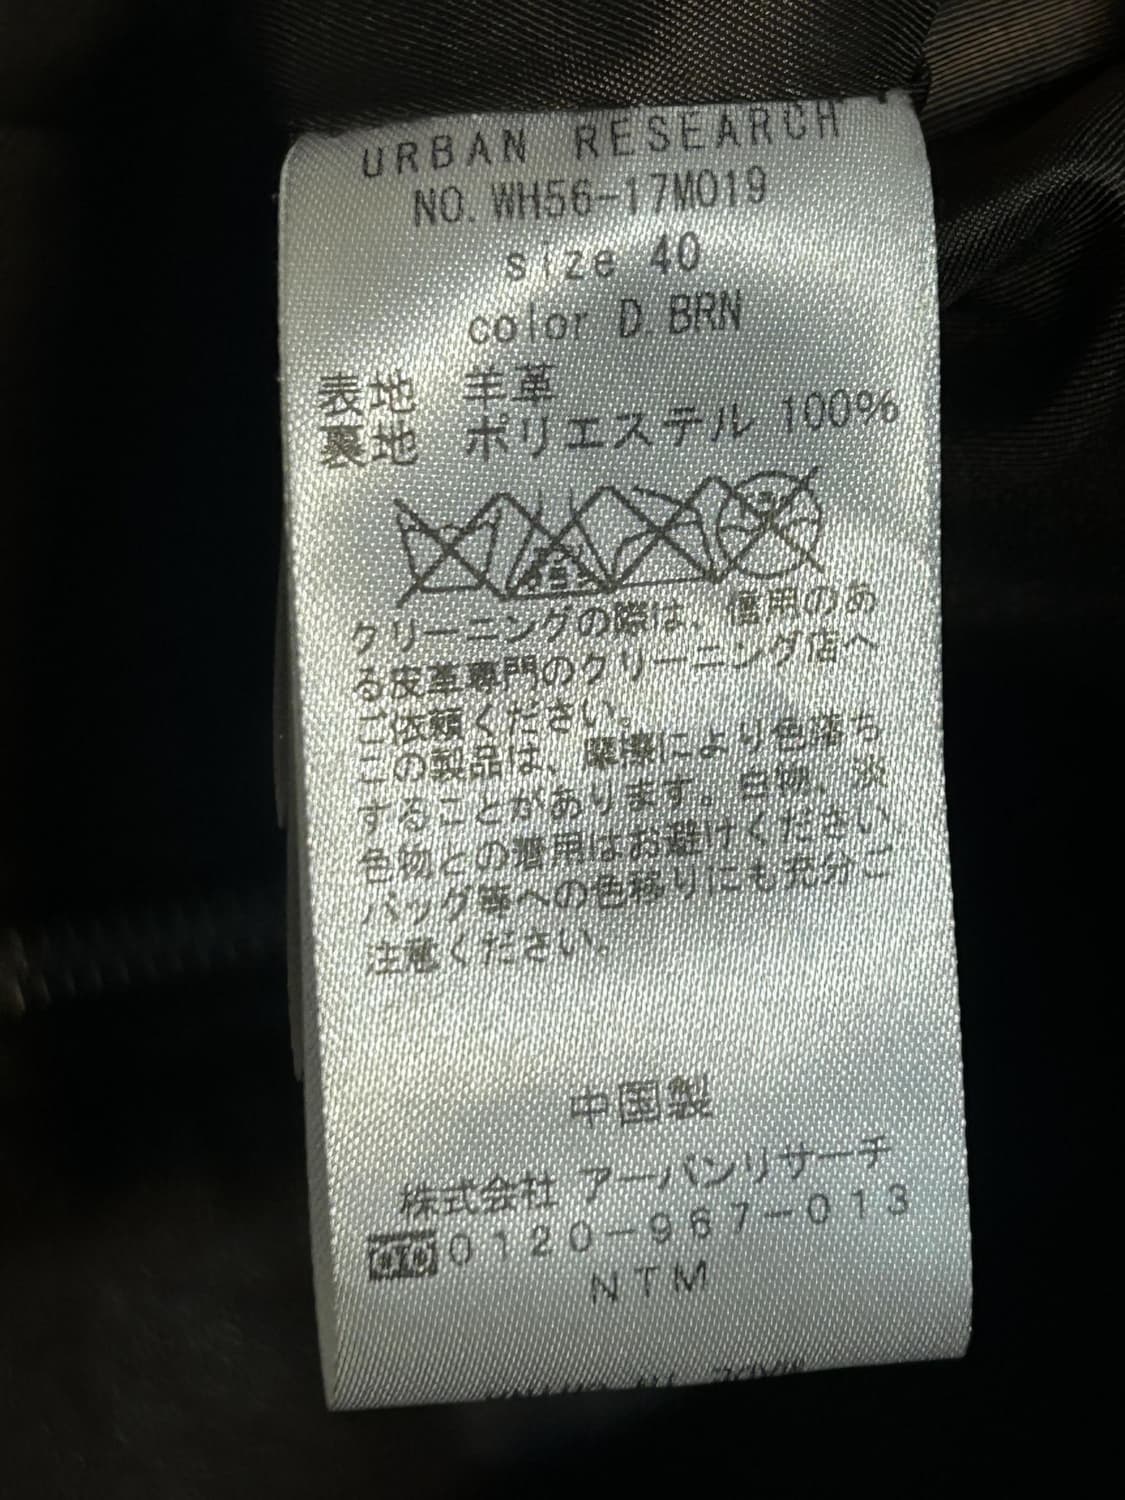 URBAN RESEARCH
NO. WH56-17M019
size 40
color D. BRN
表地 羊革
裏地 ポリエステル 100%
クリーニングの際は、信用のあ
る皮革専門のクリーニング店へ
ご依頼ください。
この製品は、摩擦により色落ち
することがあります。白物、淡
色物との着用はお避けください
バッグ等への色移りにも充分ご
注意ください。
中国製
株式会社 アーバンリサーチ
0120-967-013
NTM